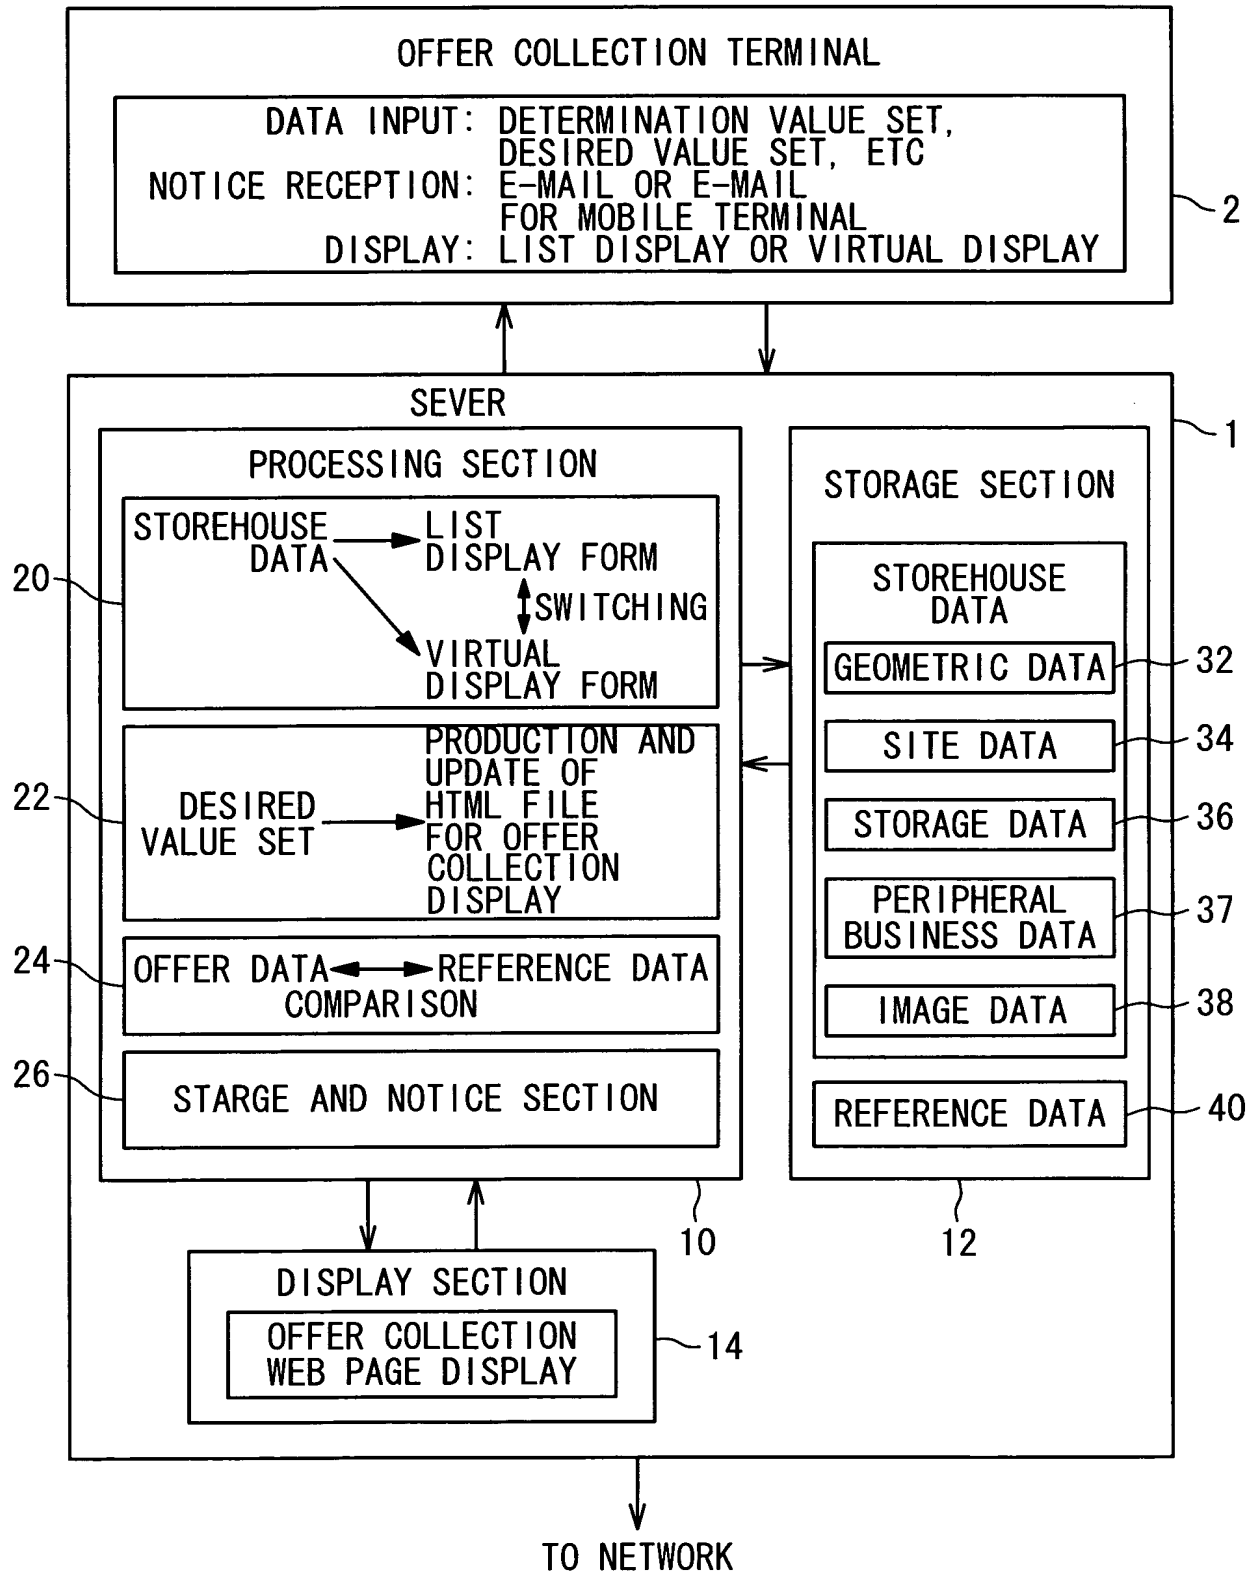 OFFER COLLECTION TERMINAL
DATA INPUT: DETERMINATION VALUE SET,
DESIRED VALUE SET, ETC
NOTICE RECEPTION: E-MAIL OR E-MAIL
FOR MOBILE TERMINAL
DISPLAY: LIST DISPLAY OR VIRTUAL DISPLAY
2
SEVER
1
PROCESSING SECTION
STOREHOUSE DATA
LIST
DISPLAY FORM
SWITCHING
VIRTUAL
DISPLAY FORM
20
DESIRED
VALUE SET
PRODUCTION AND
UPDATE OF
HTML FILE
FOR OFFER
COLLECTION
DISPLAY
22
OFFER DATA REFERENCE DATA
COMPARISON
24
STARGE AND NOTICE SECTION
26
10
STORAGE SECTION
STOREHOUSE
DATA
GEOMETRIC DATA
32
SITE DATA
34
STORAGE DATA
36
PERIPHERAL
BUSINESS DATA
37
IMAGE DATA
38
REFERENCE DATA
40
12
DISPLAY SECTION
OFFER COLLECTION
WEB PAGE DISPLAY
14
TO NETWORK